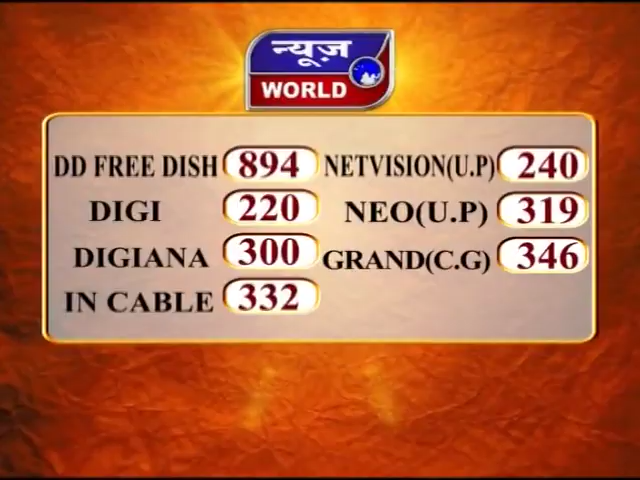 न्यूज़
WORLD
DD FREE DISH 894 NETVISION(U.P) 240
DIGI 220 NEO(U.P) 319
DIGIANA 300 GRAND(C.G) 346
IN CABLE 332